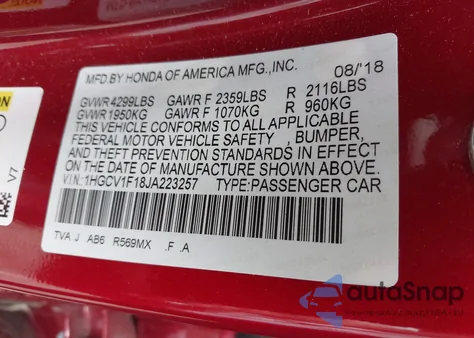 MFD.BY HONDA OF AMERICA MFG.,INC. 08/'18
GVWR 4299LBS GAWR F 2359LBS R 2116LBS
GVWR 1950KG GAWR F 1070KG R 960KG
THIS VEHICLE CONFORMS TO ALL APPLICABLE
FEDERAL MOTOR VEHICLE SAFETY , BUMPER,
AND THEFT PREVENTION STANDARDS IN EFFECT
ON THE DATE OF MANUFACTURE SHOWN ABOVE.
V.I.N:1HGCV1F18JA223257 TYPE:PASSENGER CAR
TVA J AB6 R569MX .F .A
V7
autoSnap